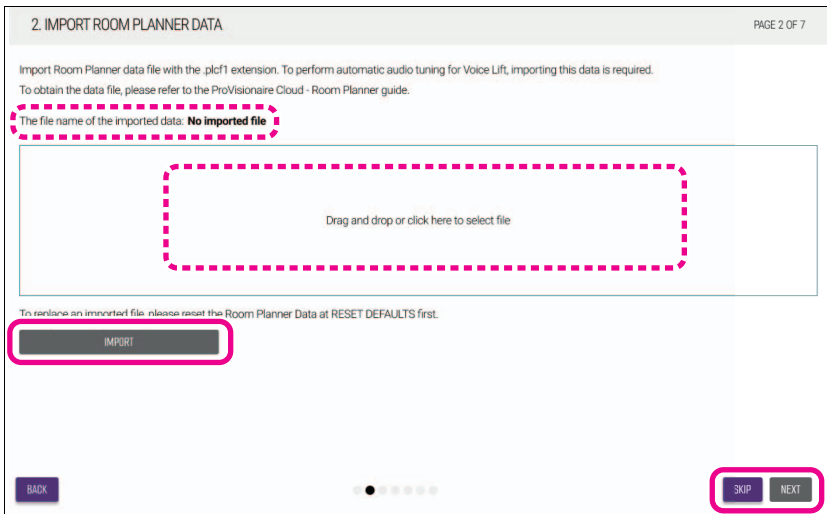 2. IMPORT ROOM PLANNER DATA
PAGE 2 OF 7
Import Room Planner data file with the .plcf1 extension. To perform automatic audio tuning for Voice Lift, importing this data is required.
To obtain the data file, please refer to the ProVisionaire Cloud - Room Planner guide.
The file name of the imported data: No imported file
Drag and drop or click here to select file
To replace an imported file, please reset the Room Planner Data at RESET DEFAULTS first.
IMPORT
BACK
SKIP
NEXT